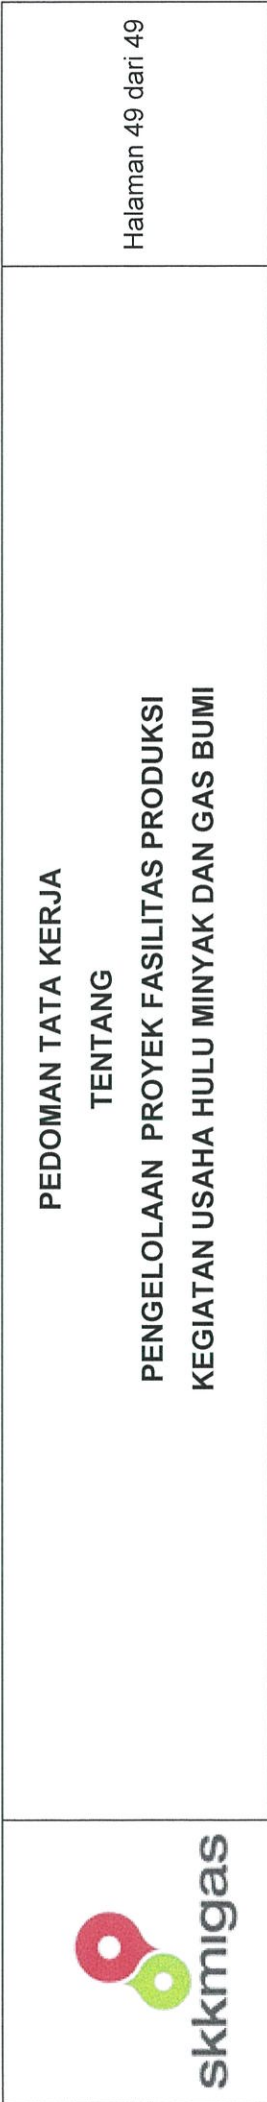 skkmigas
PEDOMAN TATA KERJA
TENTANG
PENGELOLAAN PROYEK FASILITAS PRODUKSI
KEGIATAN USAHA HULU MINYAK DAN GAS BUMI
Halaman 49 dari 49